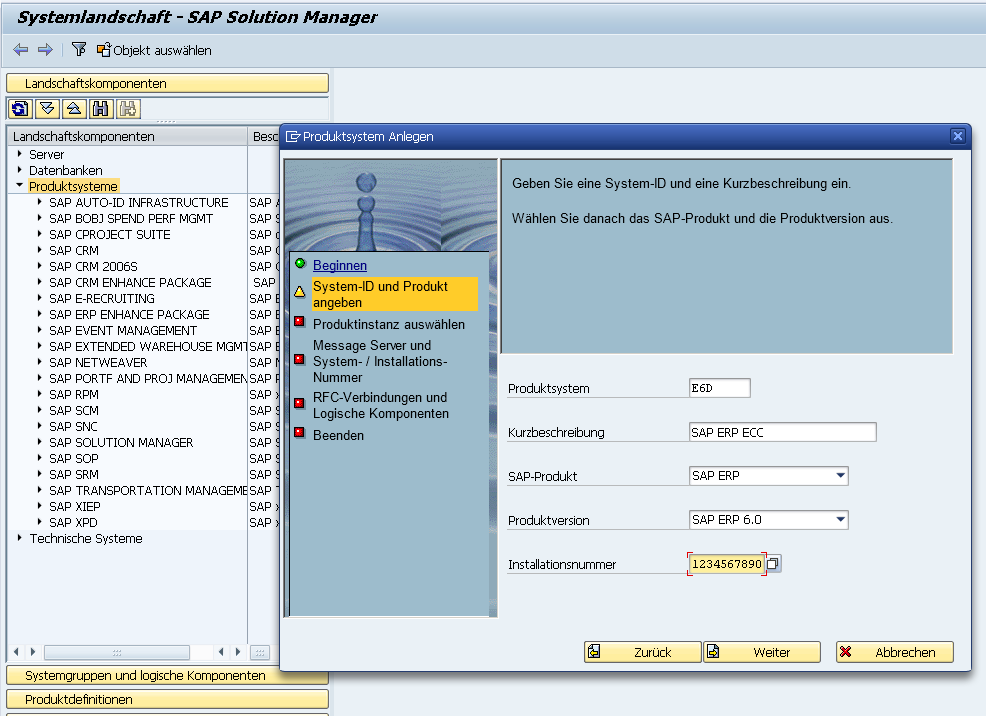 Systemlandschaft - SAP Solution Manager
Objekt auswählen
Landschaftskomponenten
Landschaftskomponenten Besc
Server
Datenbanken
Produktsysteme
SAP AUTO-ID INFRASTRUCTURE SAP A
SAP BOBJ SPEND PERF MGMT SAP S
SAP CPROJECT SUITE SAP c
SAP CRM SAP C
SAP CRM 2006S SAP C
SAP CRM ENHANCE PACKAGE SAP
SAP E-RECRUITING SAP E
SAP ERP ENHANCE PACKAGE SAP E
SAP EVENT MANAGEMENT SAP E
SAP EXTENDED WAREHOUSE MGMT SAP E
SAP NETWEAVER SAP N
SAP PORTF AND PROJ MANAGEMEN SAP P
SAP RPM SAP x
SAP SCM SAP S
SAP SNC SAP S
SAP SOLUTION MANAGER SAP S
SAP SOP SAP S
SAP SRM SAP S
SAP TRANSPORTATION MANAGEME SAP T
SAP XIEP SAP x
SAP XPD SAP x
Technische Systeme
Systemgruppen und logische Komponenten
Produktdefinitionen
Produktsystem Anlegen
Beginnen
System-ID und Produkt
angeben
Produktinstanz auswählen
Message Server und
System- / Installations-
Nummer
RFC-Verbindungen und
Logische Komponenten
Beenden
Geben Sie eine System-ID und eine Kurzbeschreibung ein.
Wählen Sie danach das SAP-Produkt und die Produktversion aus.
Produktsystem E6D
Kurzbeschreibung SAP ERP ECC
SAP-Produkt SAP ERP
Produktversion SAP ERP 6.0
Installationsnummer 1234567890
Zurück Weiter Abbrechen